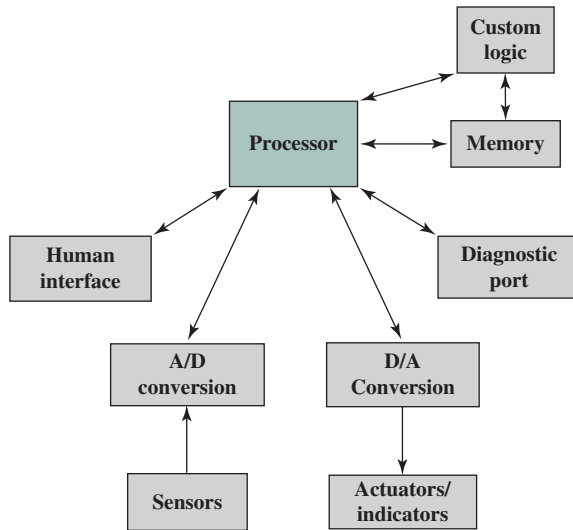 Custom
logic
Processor
Memory
Human
interface
Diagnostic
port
A/D
conversion
D/A
Conversion
Sensors
Actuators/
indicators